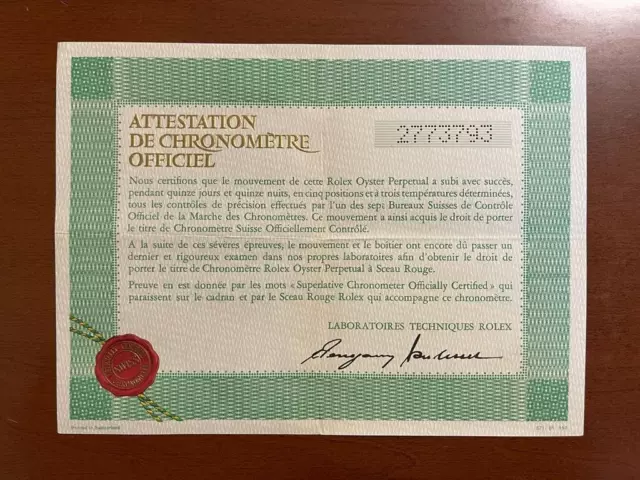 ATTESTATION
DE CHRONOMÈTRE
OFFICIEL
2773793
Nous certifions que le mouvement de cette Rolex Oyster Perpetual a subi avec succès,
pendant quinze jours et quinze nuits, en cinq positions et à trois températures déterminées,
tous les contrôles de précision effectués par l'un des sept Bureaux Suisses de Contrôle
Officiel de la Marche des Chronomètres. Ce mouvement a ainsi acquis le droit de porter
le titre de Chronomètre Suisse Officiellement Contrôlé.
A la suite de ces sévères épreuves, le mouvement et le boîtier ont encore dû passer un
dernier et rigoureux examen dans nos propres laboratoires afin d'obtenir le droit de
porter le titre de Chronomètre Rolex Oyster Perpetual à Sceau Rouge.
Preuve en est donnée par les mots « Superlative Chronometer Officially Certified » qui
paraissent sur le cadran et par le Sceau Rouge Rolex qui accompagne ce chronomètre.
LABORATOIRES TECHNIQUES ROLEX
Printed in Switzerland